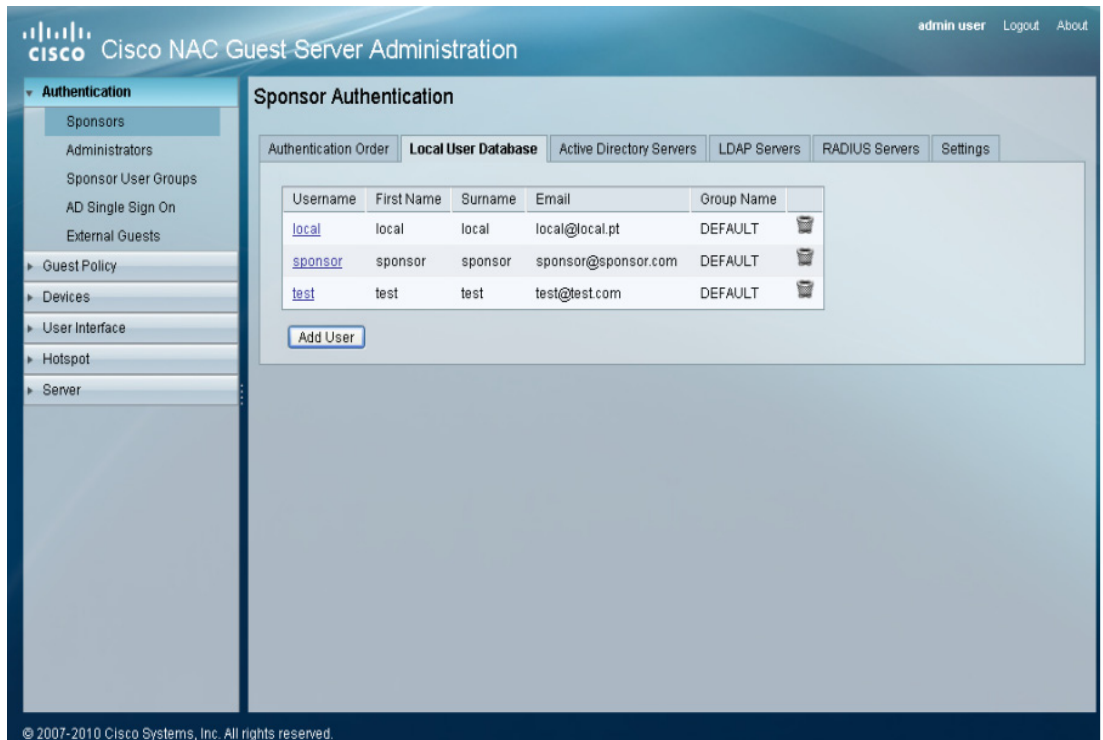 CISCO Cisco NAC Guest Server Administration
admin user Logout About
Authentication
Sponsors
Administrators
Sponsor User Groups
AD Single Sign On
External Guests
Guest Policy
Devices
User Interface
Hotspot
Server
Sponsor Authentication
Authentication Order Local User Database Active Directory Servers LDAP Servers RADIUS Servers Settings
Username First Name Surname Email Group Name
local local local local@local.pt DEFAULT
sponsor sponsor sponsor sponsor@sponsor.com DEFAULT
test test test test@test.com DEFAULT
Add User
© 2007-2010 Cisco Systems, Inc. All rights reserved.